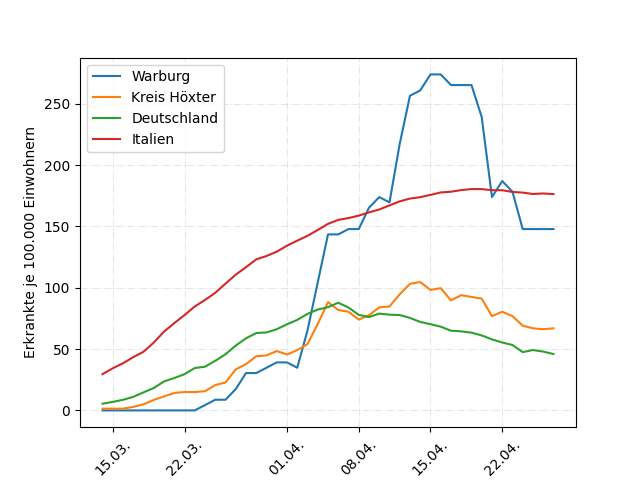 Warburg
Kreis Höxter
Deutschland
Italien
Erkrankte je 100.000 Einwohnern
250
200
150
100
50
0
15.03.
22.03.
01.04.
08.04.
15.04.
22.04.